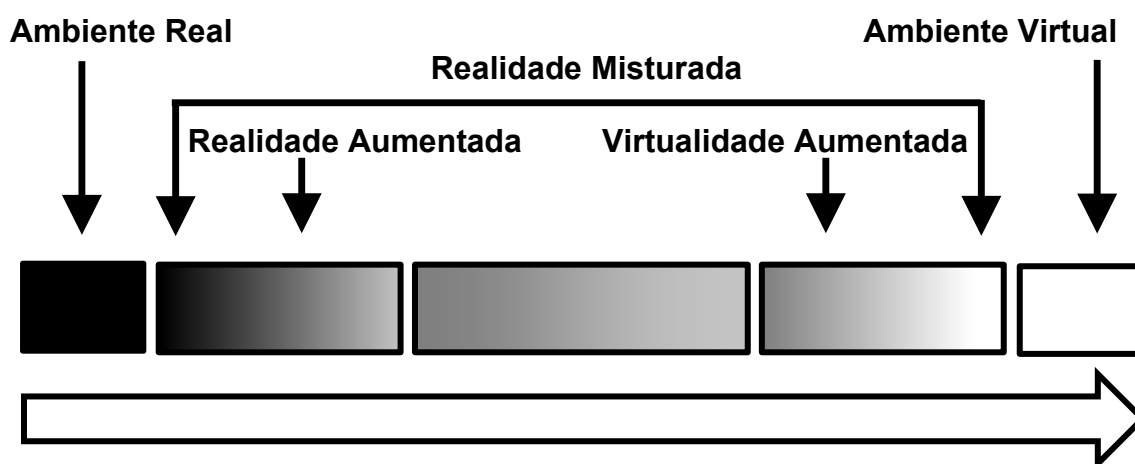 Ambiente Real
Ambiente Virtual
Realidade Misturada
Realidade Aumentada
Virtualidade Aumentada